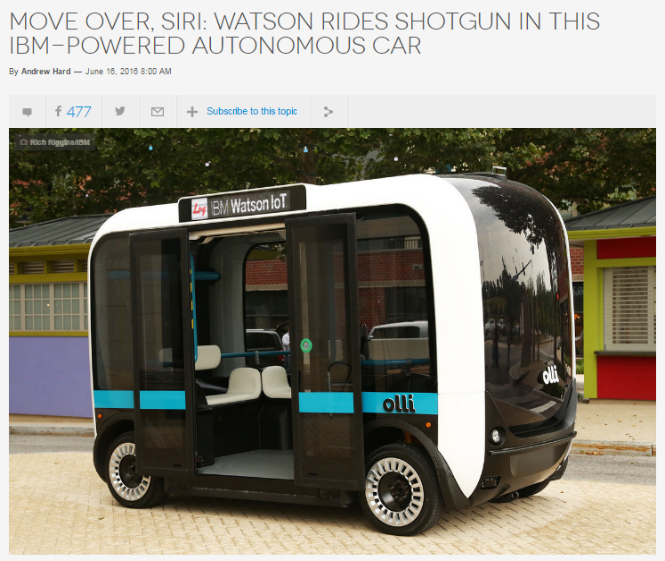 MOVE OVER, SIRI: WATSON RIDES SHOTGUN IN THIS
IBM-POWERED AUTONOMOUS CAR
By Andrew Hard — June 16, 2016 8:00 AM
477
Subscribe to this topic
Rich Riggins/IBM
IBM Watson IoT
olli
olli